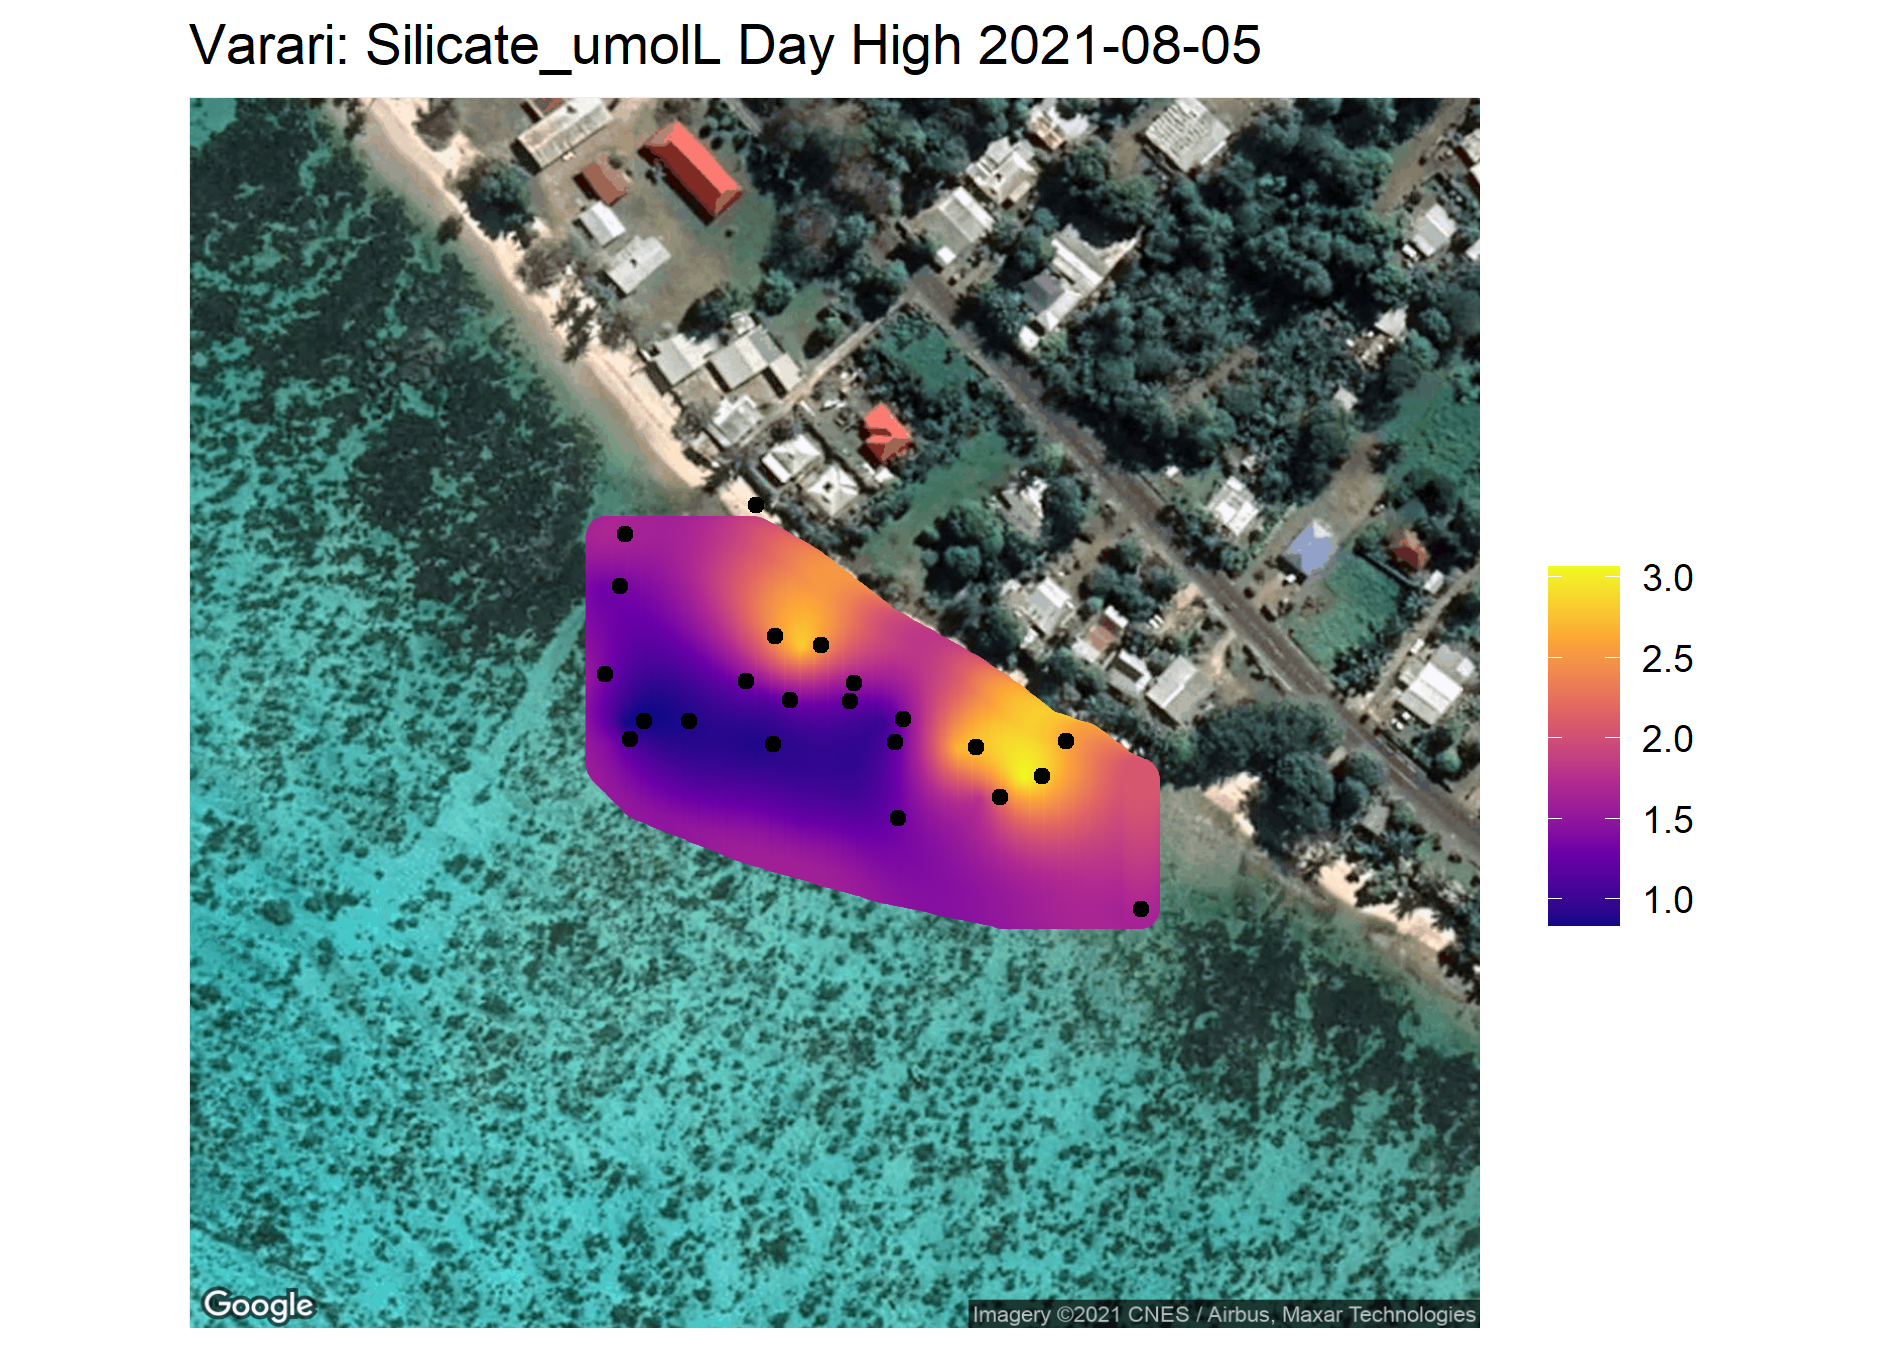 Varari: Silicate_umolL Day High 2021-08-05
3.0
2.5
2.0
1.5
1.0
Google
Imagery ©2021 CNES / Airbus, Maxar Technologies